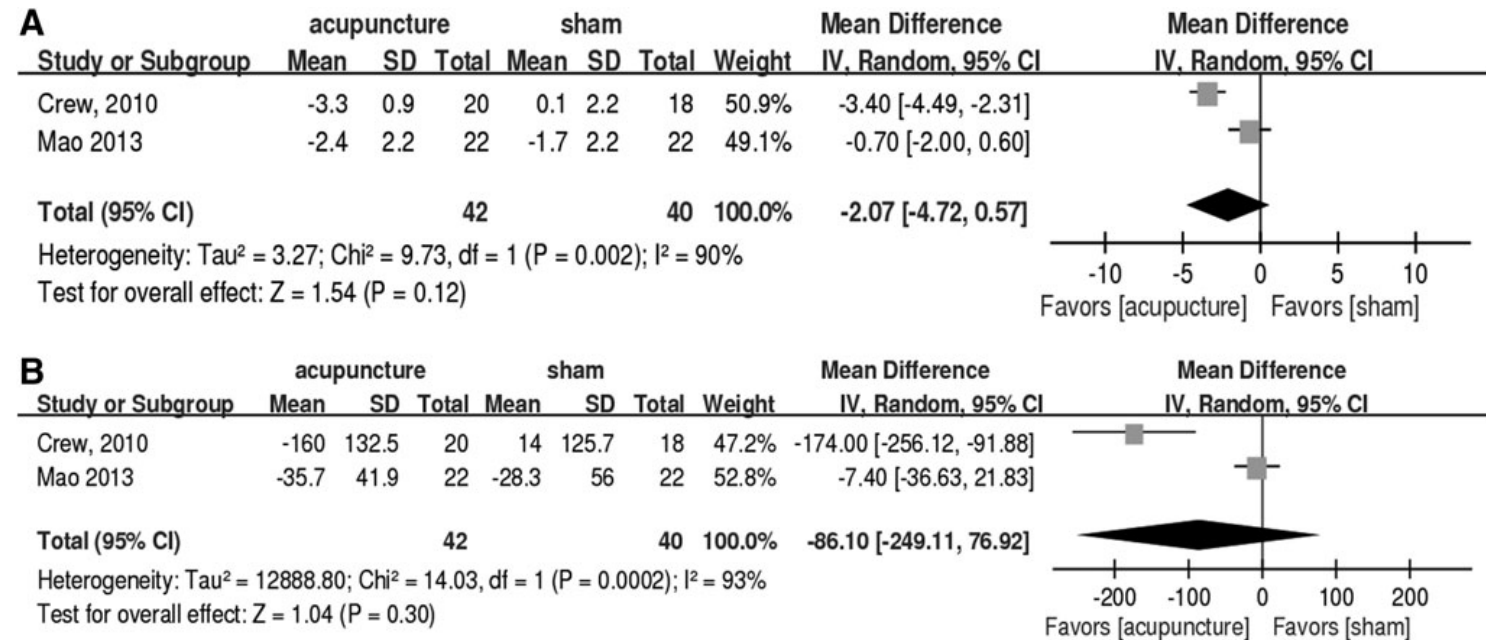 A
acupuncture sham Mean Difference Mean Difference
Study or Subgroup Mean SD Total Mean SD Total Weight IV, Random, 95% CI IV, Random, 95% CI
Crew, 2010 -3.3 0.9 20 0.1 2.2 18 50.9% -3.40 [-4.49, -2.31]
Mao 2013 -2.4 2.2 22 -1.7 2.2 22 49.1% -0.70 [-2.00, 0.60]
Total (95% CI) 42 40 100.0% -2.07 [-4.72, 0.57]
Heterogeneity: Tau² = 3.27; Chi² = 9.73, df = 1 (P = 0.002); I² = 90%
Test for overall effect: Z = 1.54 (P = 0.12)
-10 -5 0 5 10
Favors [acupucture] Favors [sham]
B
acupuncture sham Mean Difference Mean Difference
Study or Subgroup Mean SD Total Mean SD Total Weight IV, Random, 95% CI IV, Random, 95% CI
Crew, 2010 -160 132.5 20 14 125.7 18 47.2% -174.00 [-256.12, -91.88]
Mao 2013 -35.7 41.9 22 -28.3 56 22 52.8% -7.40 [-36.63, 21.83]
Total (95% CI) 42 40 100.0% -86.10 [-249.11, 76.92]
Heterogeneity: Tau² = 12888.80; Chi² = 14.03, df = 1 (P = 0.0002); I² = 93%
Test for overall effect: Z = 1.04 (P = 0.30)
-200 -100 0 100 200
Favors [acupuncture] Favors [sham]